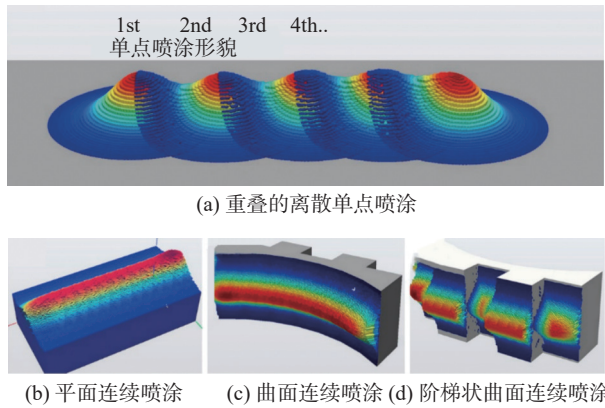 1st 2nd 3rd 4th..
单点喷涂形貌
(a) 重叠的离散单点喷涂
(b) 平面连续喷涂 (c) 曲面连续喷涂 (d) 阶梯状曲面连续喷涂